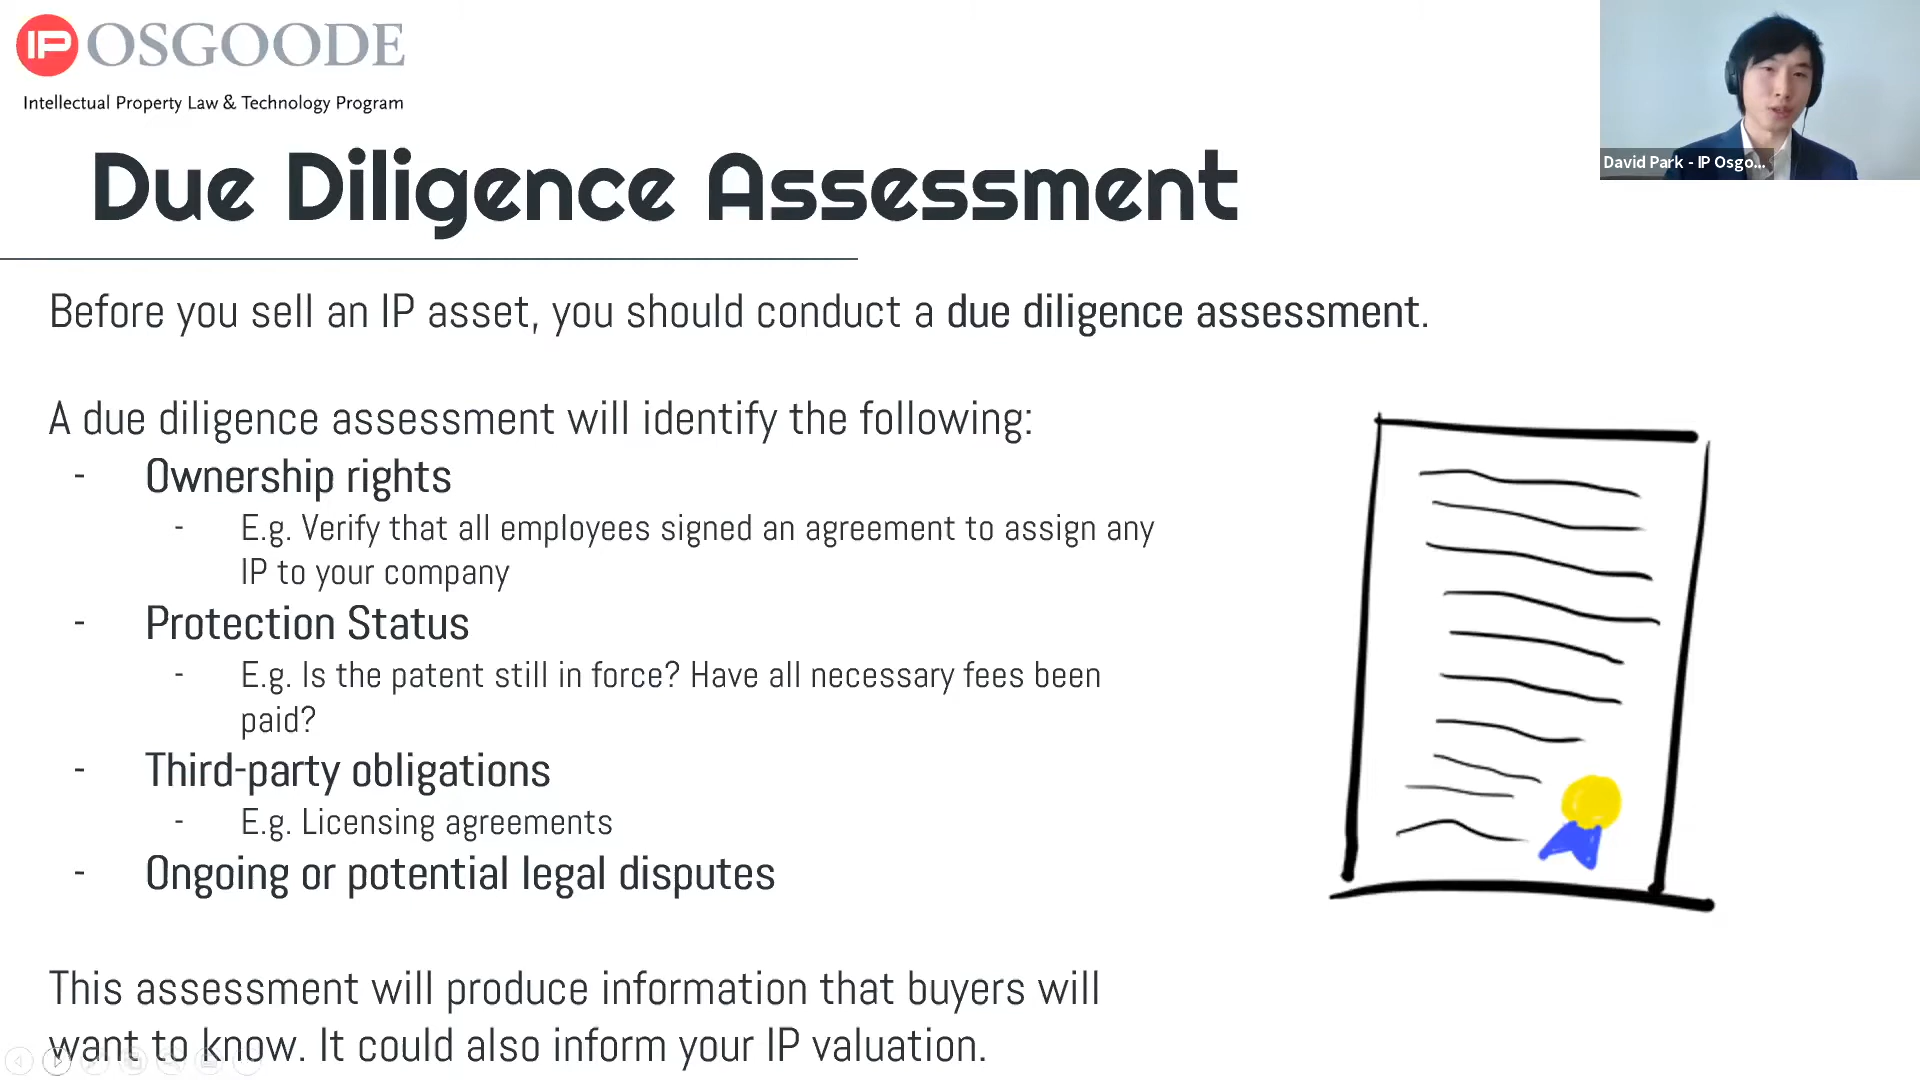 IP OSGOODE
Intellectual Property Law & Technology Program
David Park - IP Osgo...
Due Diligence Assessment
Before you sell an IP asset, you should conduct a due diligence assessment.
A due diligence assessment will identify the following:
- Ownership rights
- E.g. Verify that all employees signed an agreement to assign any
IP to your company
- Protection Status
- E.g. Is the patent still in force? Have all necessary fees been
paid?
- Third-party obligations
- E.g. Licensing agreements
- Ongoing or potential legal disputes
This assessment will produce information that buyers will
want to know. It could also inform your IP valuation.